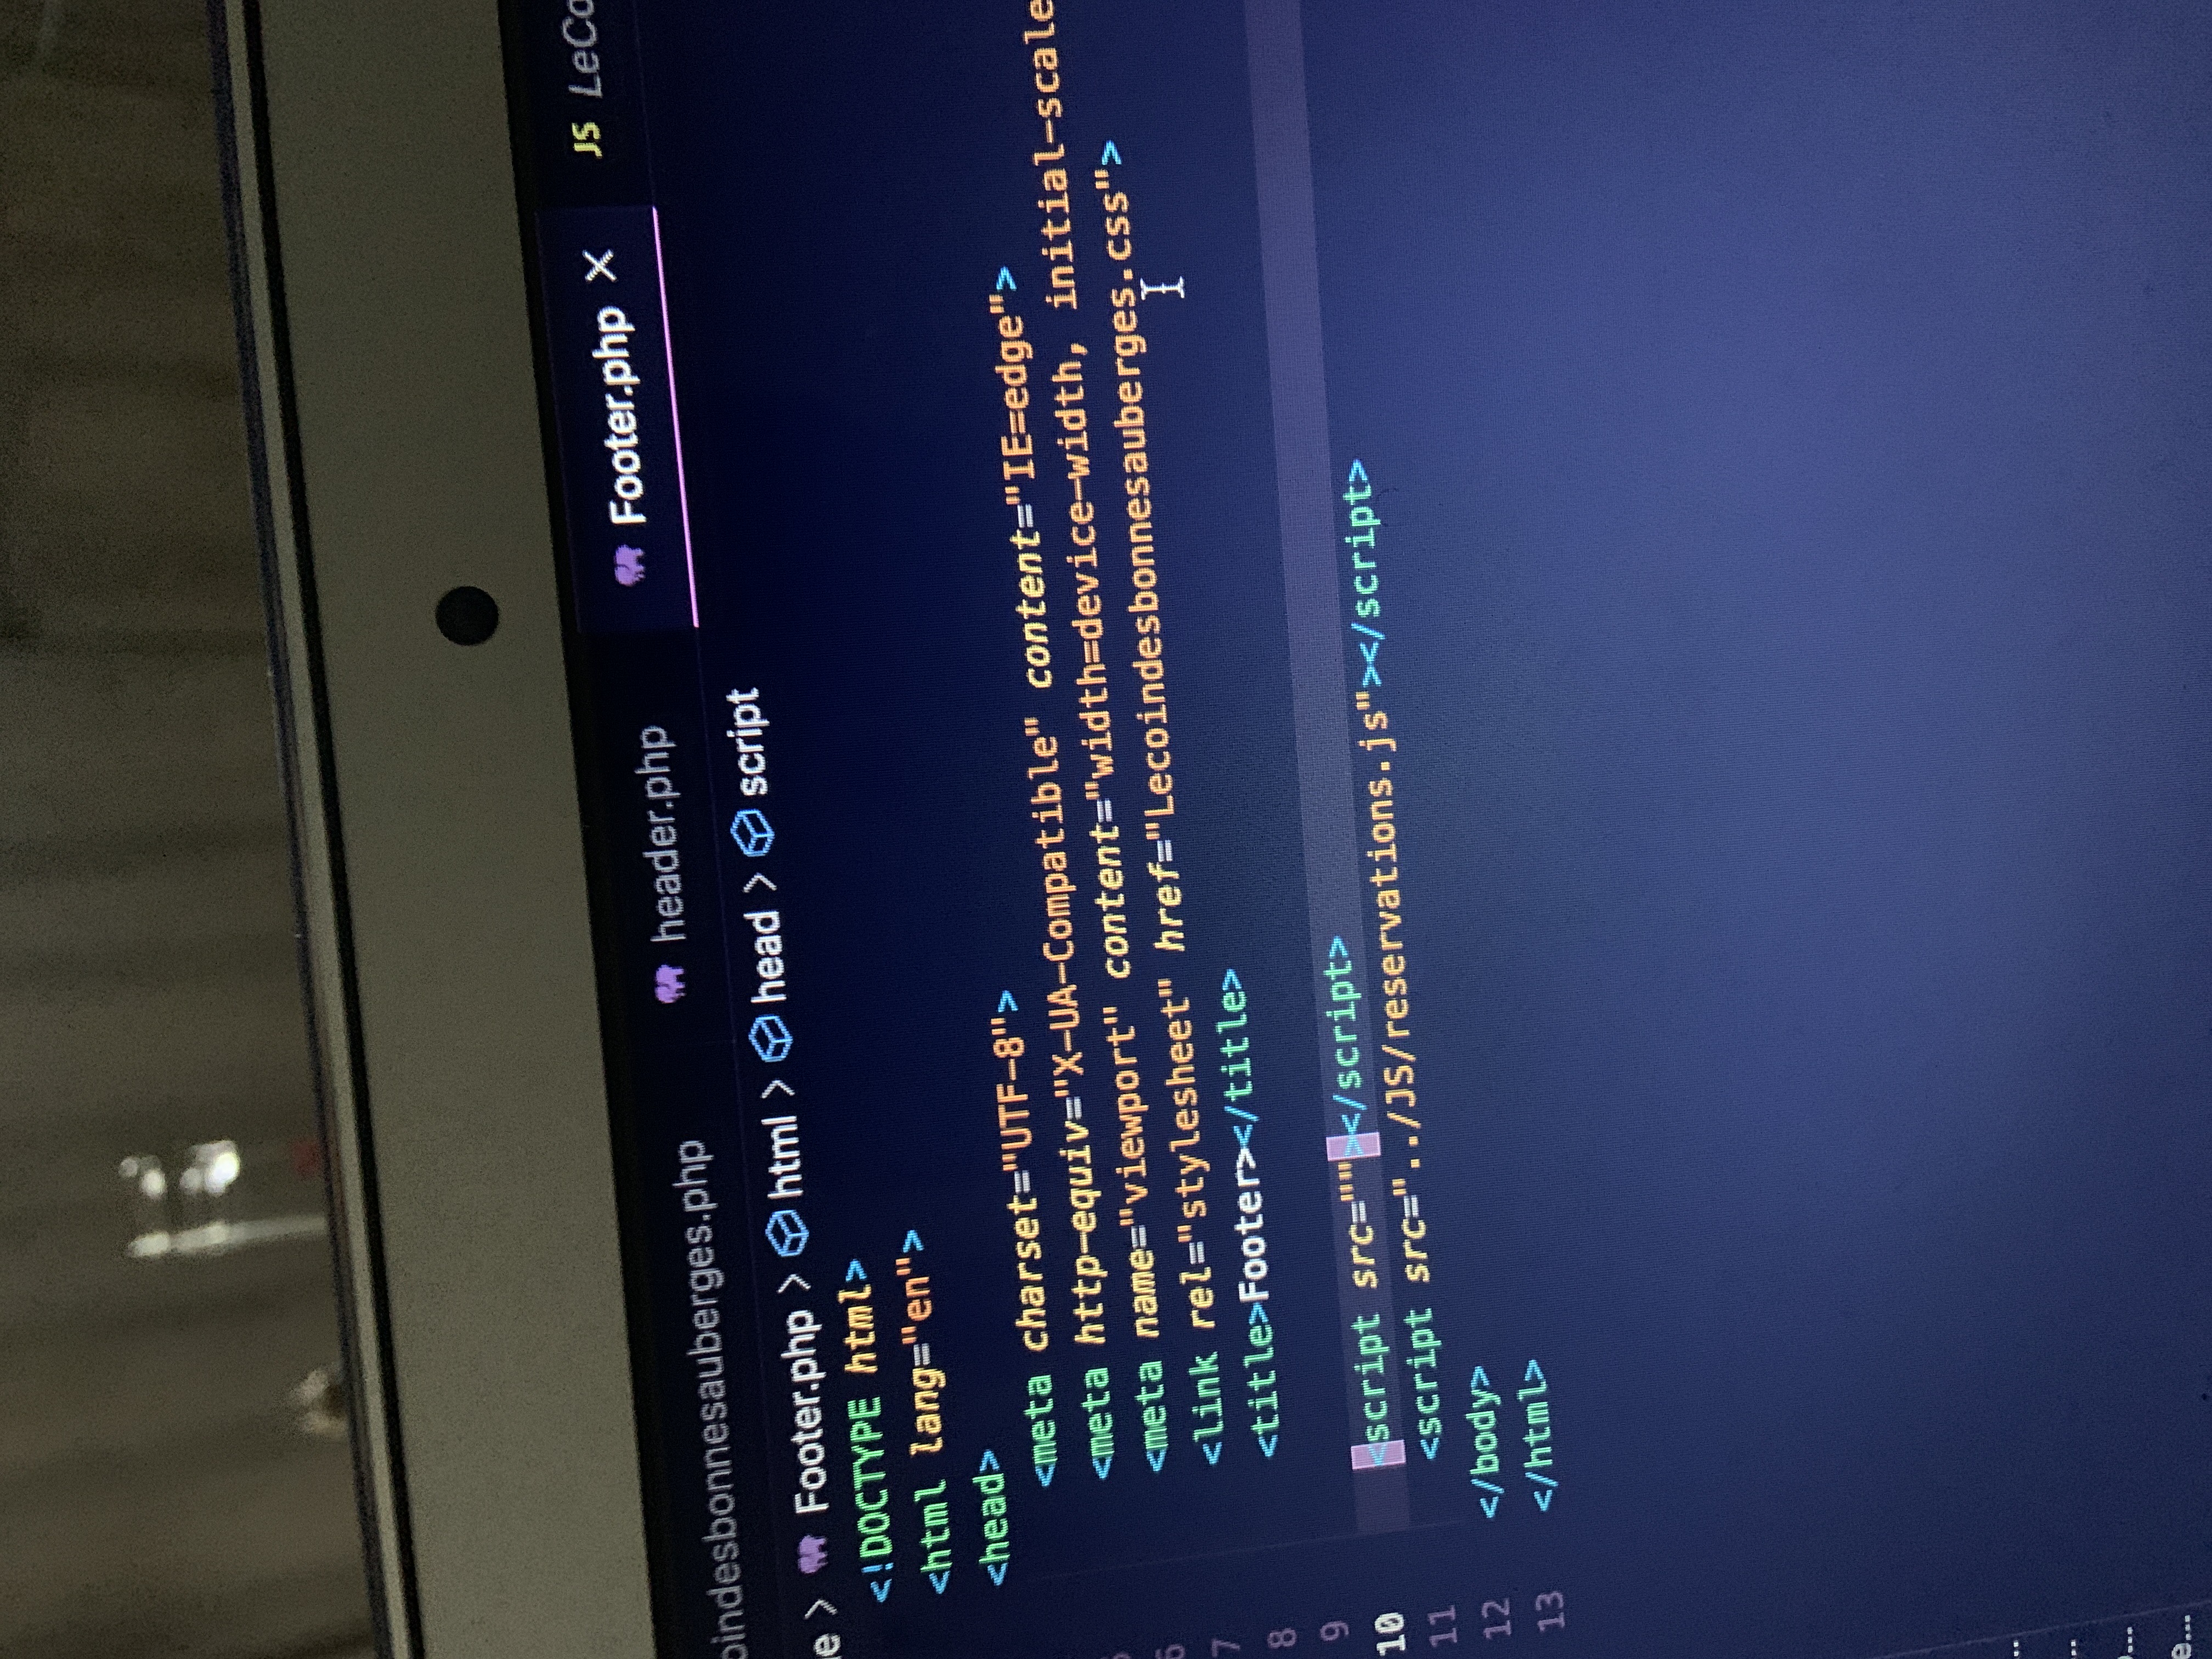 oindesbonnesauberges.php header.php Footer.php × JS LeCo
e > Footer.php > html > head > script
<!DOCTYPE html>
<html lang="en">
<head>
<meta charset="UTF-8">
<meta http-equiv="X-UA-Compatible" content="IE=edge">
<meta name="viewport" content="width=device-width, initial-scale
6 <link rel="stylesheet" href="Lecoindesbonnesauberges.css">
7 <title>Footer></title>
8
9 <script src=""></script>
10 <script src="../JS/reservations.js"></script>
11 </body>
12 </html>
13